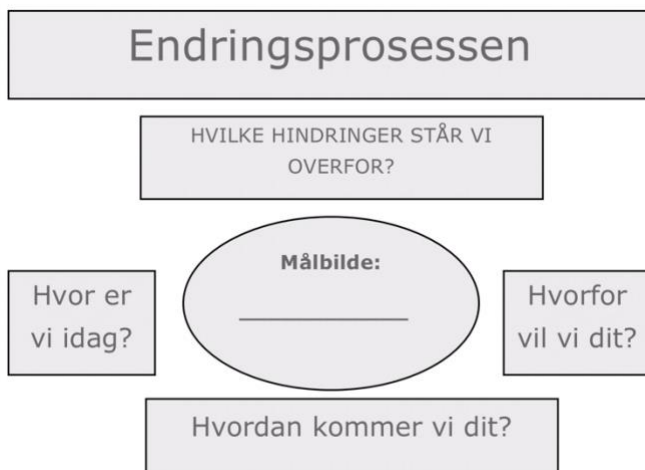 Endringsprosessen
HVILKE HINDRINGER STÅR VI
OVERFOR?
Målbilde:
Hvor er
vi idag?
Hvorfor
vil vi dit?
Hvordan kommer vi dit?